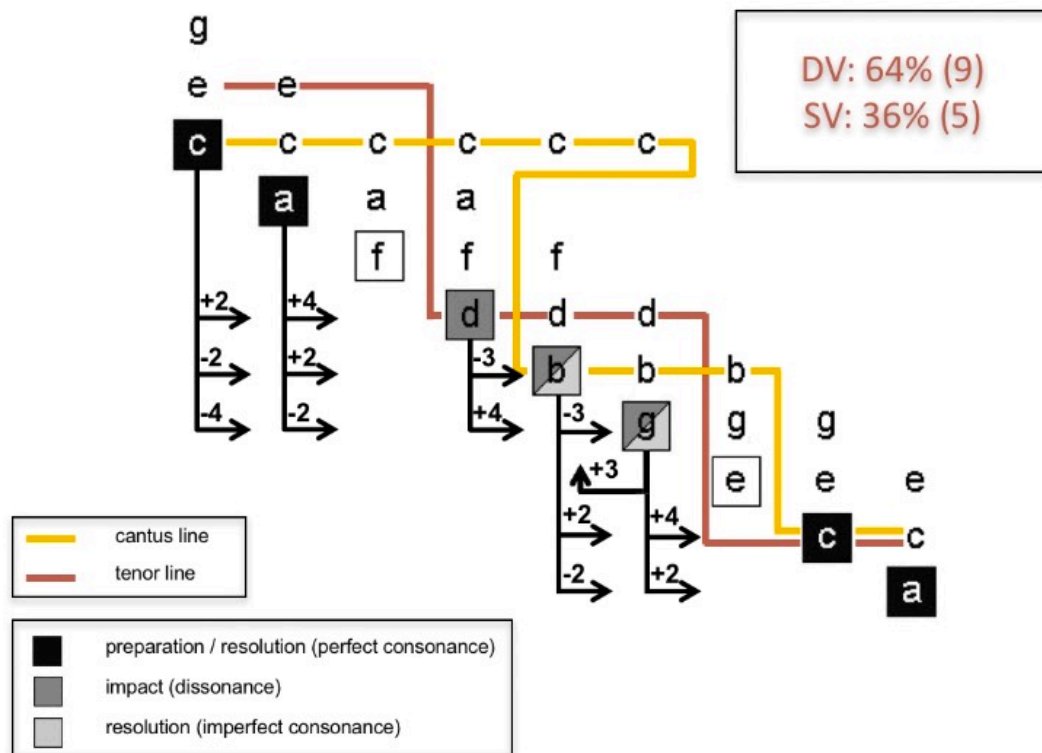 g
DV: 64% (9)
SV: 36% (5)
e e
c c c c c c
a a a
f f f
+2 +4 d d d
-2 +2 -3 b b b
-4 -2 +4 -3 g g g
+3 e e e
+2 +4 c c
-2 +2 a
cantus line
tenor line
preparation / resolution (perfect consonance)
impact (dissonance)
resolution (imperfect consonance)